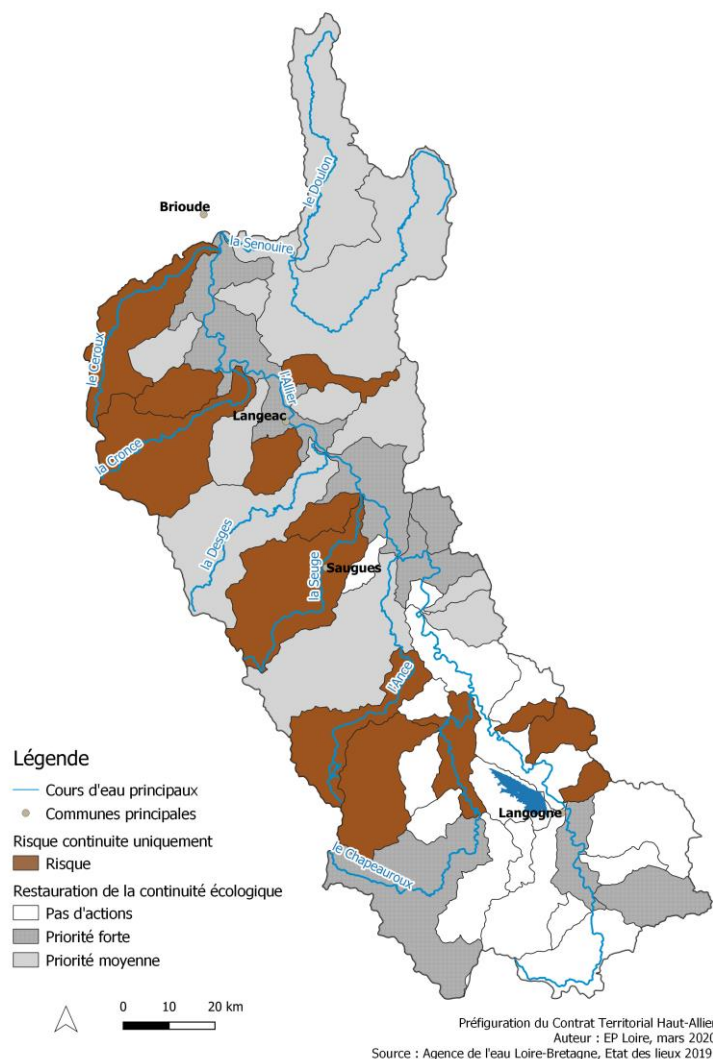 le Doulon
Brioude
la Senouire
le Ceroux
l'Allier
Langeac
la Cronce
la Desges
la Seuge
Saugues
l'Ance
Langogne
le Chapeauroux
Légende
Cours d'eau principaux
Communes principales
Risque continuite uniquement
Risque
Restauration de la continuité écologique
Pas d'actions
Priorité forte
Priorité moyenne
0 10 20 km
Préfiguration du Contrat Territorial Haut-Allier
Auteur : EP Loire, mars 2020
Source : Agence de l'eau Loire-Bretagne, Etat des lieux 2019